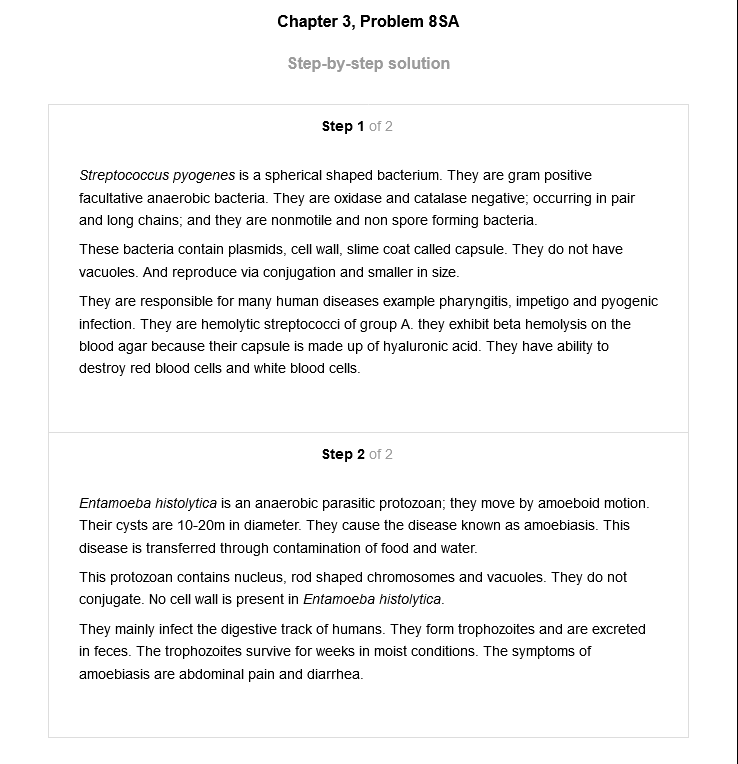 Chapter 3, Problem 8SA
Step-by-step solution
Step 1 of 2
Streptococcus pyogenes is a spherical shaped bacterium. They are gram positive
facultative anaerobic bacteria. They are oxidase and catalase negative; occurring in pair
and long chains; and they are nonmotile and non spore forming bacteria.
These bacteria contain plasmids, cell wall, slime coat called capsule. They do not have
vacuoles. And reproduce via conjugation and smaller in size.
They are responsible for many human diseases example pharyngitis, impetigo and pyogenic
infection. They are hemolytic streptococci of group A. they exhibit beta hemolysis on the
blood agar because their capsule is made up of hyaluronic acid. They have ability to
destroy red blood cells and white blood cells.
Step 2 of 2
Entamoeba histolytica is an anaerobic parasitic protozoan; they move by amoeboid motion.
Their cysts are 10-20m in diameter. They cause the disease known as amoebiasis. This
disease is transferred through contamination of food and water.
This protozoan contains nucleus, rod shaped chromosomes and vacuoles. They do not
conjugate. No cell wall is present in Entamoeba histolytica.
They mainly infect the digestive track of humans. They form trophozoites and are excreted
in feces. The trophozoites survive for weeks in moist conditions. The symptoms of
amoebiasis are abdominal pain and diarrhea.